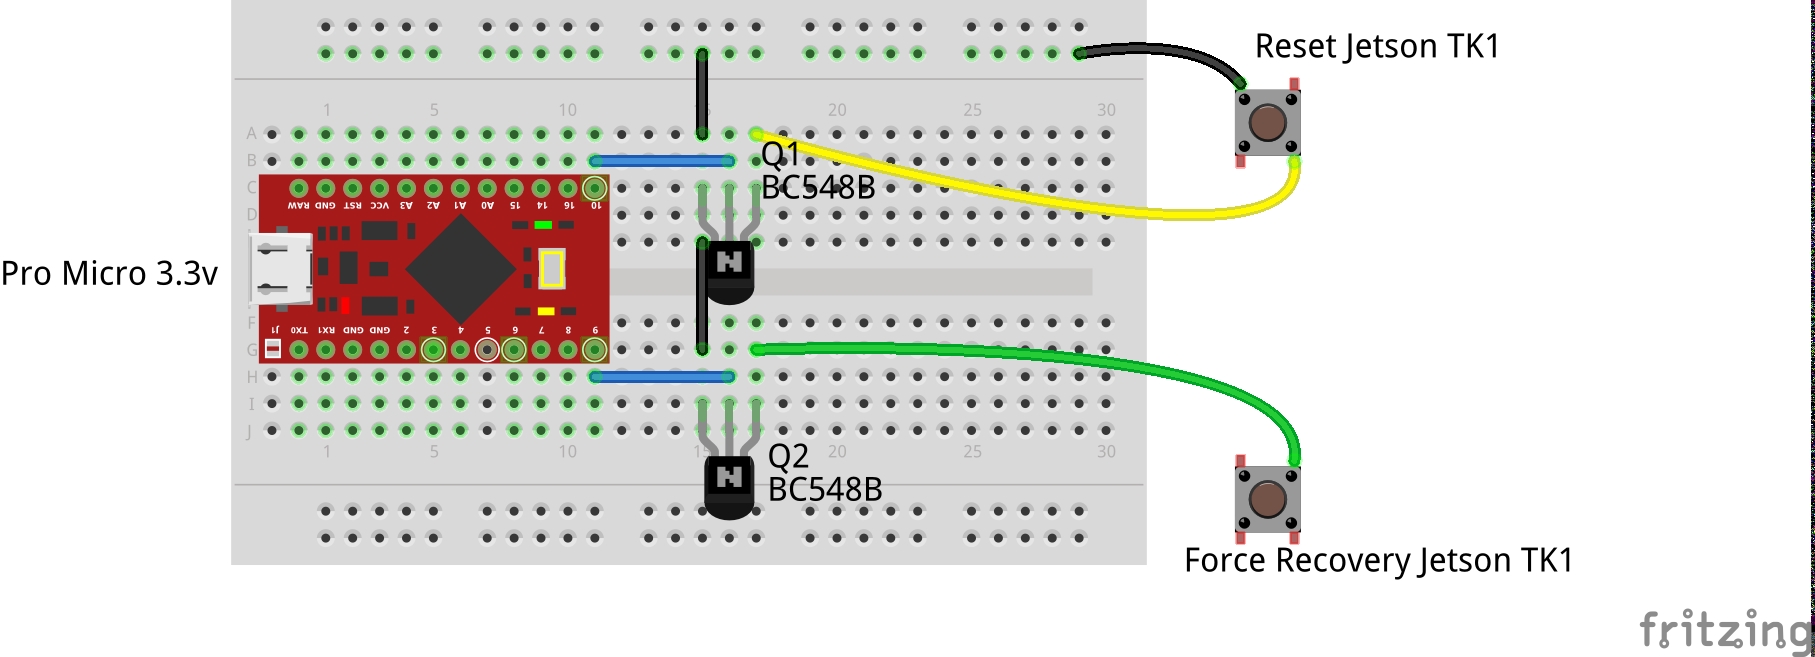 Reset Jetson TK1
1 5 10 15 20 25 30
A
B
Q1
C
BC548B
RAW GND RST VCC A3 A2 A1 A0 15 14 16 10
D
N
Pro Micro 3.3v
F
J1 TX0 RX1 GND GND 2 3 4 5 6 7 8 9
G
H
I
J
1 5 10 15 20 25 30
Q2
BC548B
N
Force Recovery Jetson TK1
fritzing